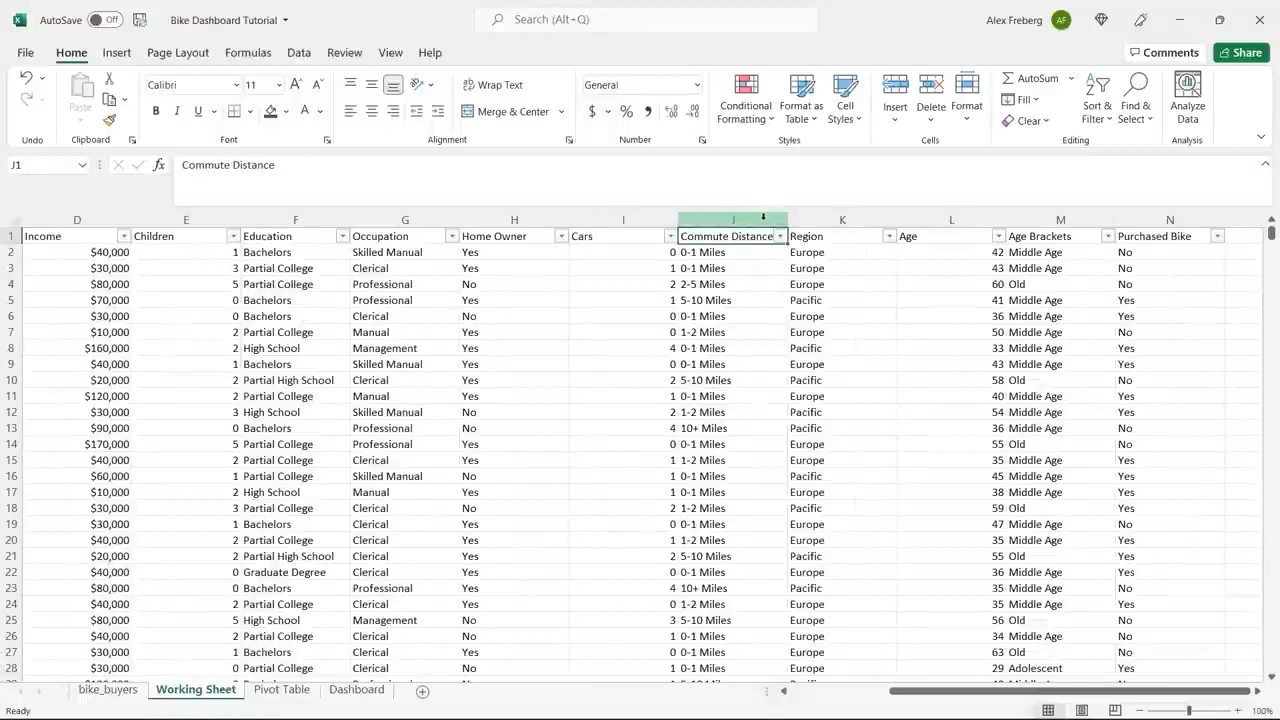 AutoSave Off Bike Dashboard Tutorial Search (Alt+Q) Alex Freberg AF
File Home Insert Page Layout Formulas Data Review View Help Comments Share
Paste Calibri 11 Wrap Text General Conditional Formatting Format as Table Cell Styles Insert Delete Format AutoSum Sort & Filter Find & Select Analyze Data
B I U Merge & Center $ % Fill
Clear
Undo Clipboard Font Alignment Number Styles Cells Editing Analysis
J1 fx Commute Distance
D E F G H I J K L M N
1 Income Children Education Occupation Home Owner Cars Commute Distance Region Age Age Brackets Purchased Bike
$40,000 1 Bachelors Skilled Manual Yes 0 0-1 Miles Europe 42 Middle Age No
3 $30,000 3 Partial College Clerical Yes 1 0-1 Miles Europe 43 Middle Age No
4 $80,000 5 Partial College Professional No 2 2-5 Miles Europe 60 Old No
5 $70,000 0 Bachelors Professional Yes 1 5-10 Miles Pacific 41 Middle Age Yes
6 $30,000 0 Bachelors Clerical No 0 0-1 Miles Europe 36 Middle Age Yes
7 $10,000 2 Partial College Manual Yes 0 1-2 Miles Europe 50 Middle Age No
8 $160,000 2 High School Management Yes 4 0-1 Miles Pacific 33 Middle Age Yes
9 $40,000 1 Bachelors Skilled Manual Yes 0 0-1 Miles Europe 43 Middle Age Yes
10 $20,000 2 Partial High School Clerical Yes 2 5-10 Miles Pacific 58 Old No
11 $120,000 2 Partial College Manual Yes 1 0-1 Miles Europe 40 Middle Age Yes
12 $30,000 3 High School Skilled Manual No 2 1-2 Miles Pacific 54 Middle Age Yes
13 $90,000 0 Bachelors Professional No 4 10+ Miles Pacific 36 Middle Age No
14 $170,000 5 Partial College Professional Yes 0 0-1 Miles Europe 55 Old No
15 $40,000 2 Partial College Clerical Yes 1 1-2 Miles Europe 35 Middle Age Yes
16 $60,000 1 Partial College Skilled Manual No 1 0-1 Miles Pacific 45 Middle Age Yes
17 $10,000 2 High School Manual Yes 1 0-1 Miles Europe 38 Middle Age Yes
18 $30,000 3 Partial College Clerical No 2 1-2 Miles Pacific 59 Old Yes
19 $30,000 1 Bachelors Clerical Yes 0 0-1 Miles Europe 47 Middle Age No
20 $40,000 2 Partial College Clerical Yes 1 1-2 Miles Europe 35 Middle Age Yes
21 $20,000 2 Partial High School Clerical Yes 2 5-10 Miles Pacific 55 Old Yes
22 $40,000 0 Graduate Degree Clerical Yes 0 0-1 Miles Europe 36 Middle Age Yes
23 $80,000 0 Bachelors Professional Yes 4 10+ Miles Pacific 35 Middle Age No
24 $40,000 2 Partial College Clerical Yes 0 1-2 Miles Europe 35 Middle Age Yes
25 $80,000 5 High School Management No 3 5-10 Miles Europe 56 Old No
26 $40,000 2 Partial College Clerical No 1 0-1 Miles Europe 34 Middle Age No
27 $30,000 1 Bachelors Clerical Yes 0 0-1 Miles Europe 63 Old No
28 $30,000 0 Partial College Clerical No 1 0-1 Miles Europe 29 Adolescent Yes
bike_buyers Working Sheet Pivot Table Dashboard
Ready 100%